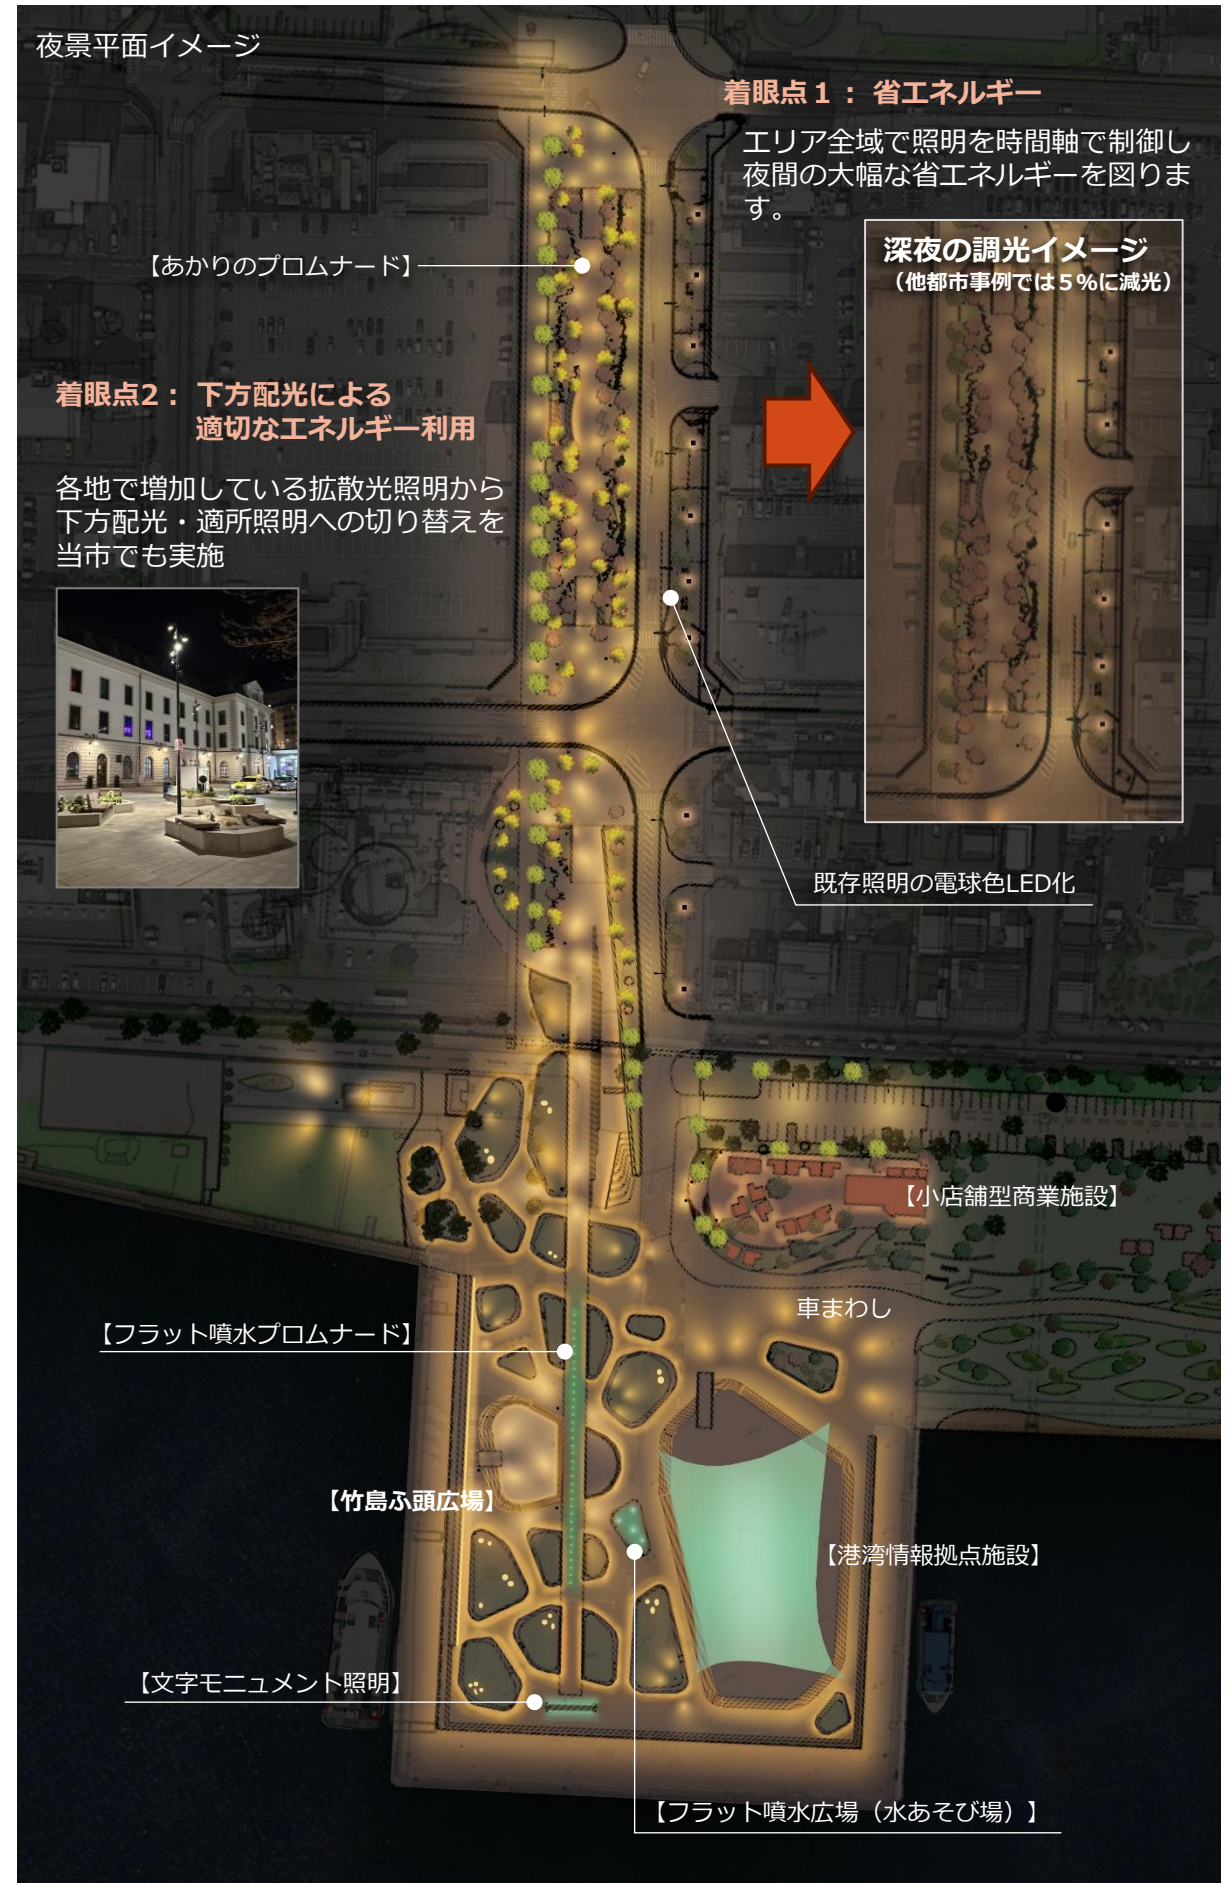 夜景平面イメージ
着眼点１： 省エネルギー
エリア全域で照明を時間軸で制御し
夜間の大幅な省エネルギーを図りま
す。
深夜の調光イメージ
（他都市事例では５％に減光）
【あかりのプロムナード】
着眼点2： 下方配光による
適切なエネルギー利用
各地で増加している拡散光照明から
下方配光・適所照明への切り替えを
当市でも実施
既存照明の電球色LED化
【小店舗型商業施設】
車まわし
【フラット噴水プロムナード】
【竹島ふ頭広場】
【港湾情報拠点施設】
【文字モニュメント照明】
【フラット噴水広場（水あそび場）】